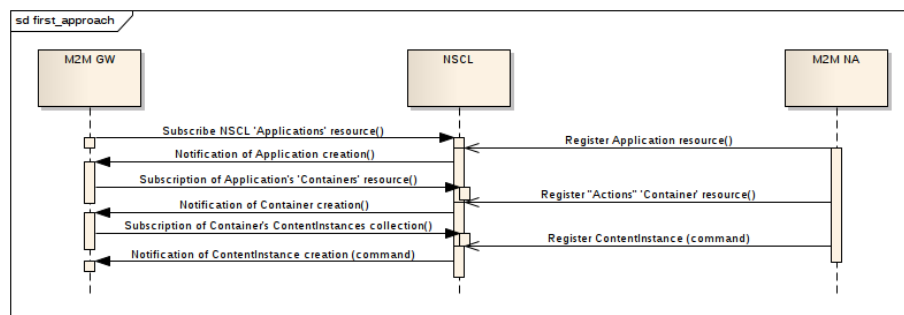 sd first_approach
M2M GW
NSCL
M2M NA
Subscribe NSCL 'Applications' resource()
Register Application resource()
Notification of Application creation()
Subscription of Application's 'Containers' resource()
Register "Actions" 'Container' resource()
Notification of Container creation()
Subscription of Container's ContentInstances collection()
Register ContentInstance (command)
Notification of ContentInstance creation (command)